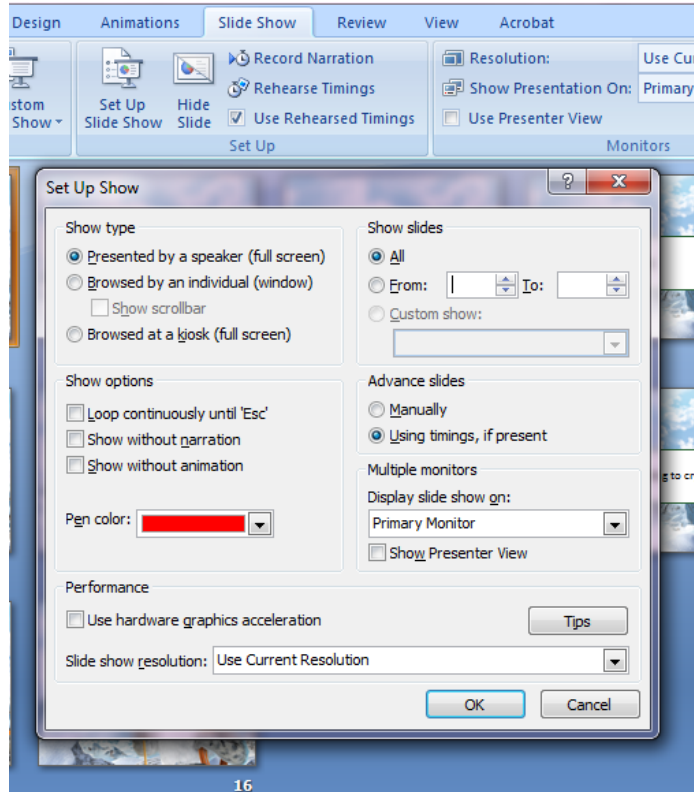 Design Animations Slide Show Review View Acrobat
Record Narration
Rehearse Timings
Use Rehearsed Timings
Set Up
Slide Show
Hide
Slide
Show
Set Up
Resolution: Use
Show Presentation On: Primary
Use Presenter View
Monitors
Set Up Show
Show type
Presented by a speaker (full screen)
Browsed by an individual (window)
Show scrollbar
Browsed at a kiosk (full screen)
Show slides
All
From: To:
Custom show:
Show options
Loop continuously until 'Esc'
Show without narration
Show without animation
Pen color:
Advance slides
Manually
Using timings, if present
Multiple monitors
Display slide show on:
Primary Monitor
Show Presenter View
Performance
Use hardware graphics acceleration
Tips
Slide show resolution: Use Current Resolution
OK Cancel
16